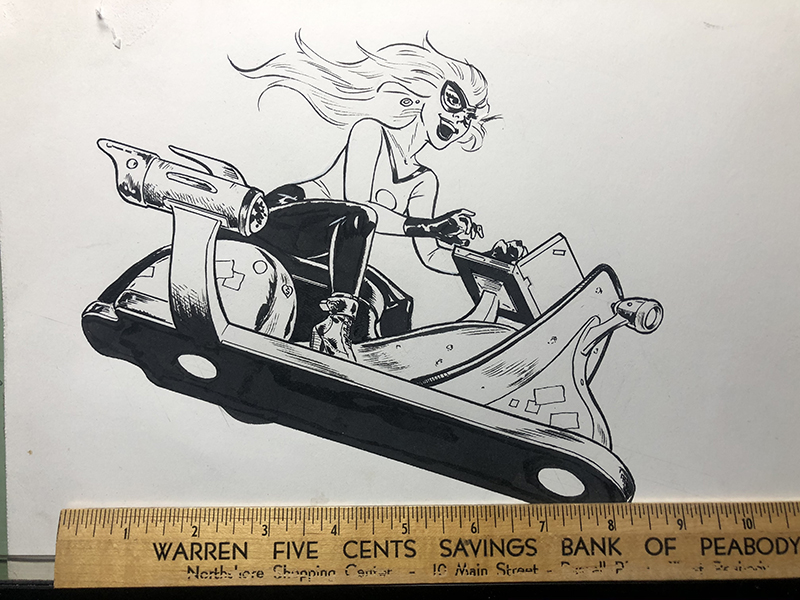 1 2 3 4 5 6 7 8 9 10
WARREN FIVE CENTS SAVINGS BANK OF PEABODY
Northshore Shopping Center - 10 Main Street -